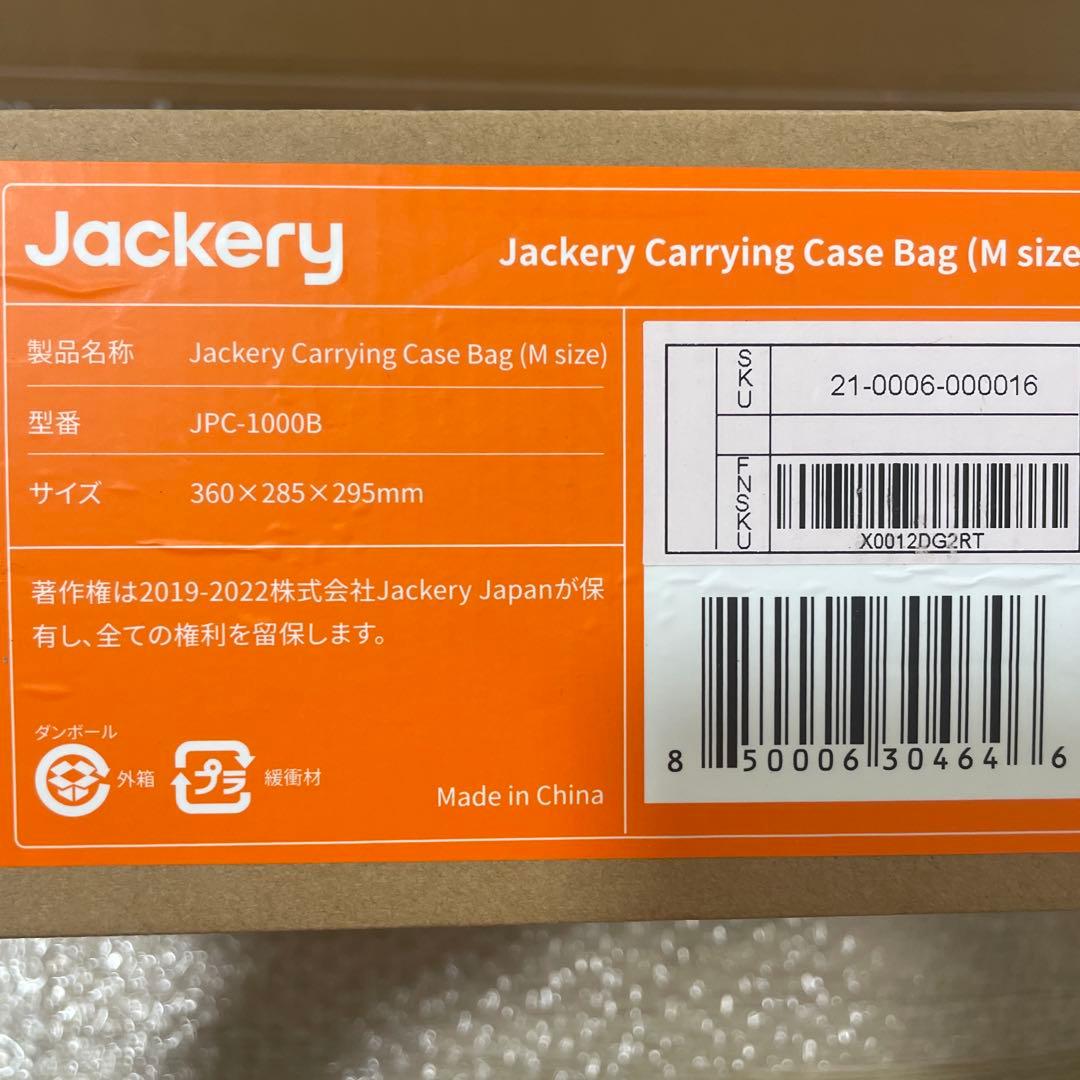 Jackery
Jackery Carrying Case Bag (M size
製品名称 Jackery Carrying Case Bag (M size)
型番 JPC-1000B
サイズ 360×285×295mm
著作権は2019-2022株式会社Jackery Japanが保
有し、全ての権利を留保します。
ダンボール
外箱
プラ
緩衝材
Made in China
SKU 21-0006-000016
FNSKU
X0012DG2RT
8 50006 30464 6